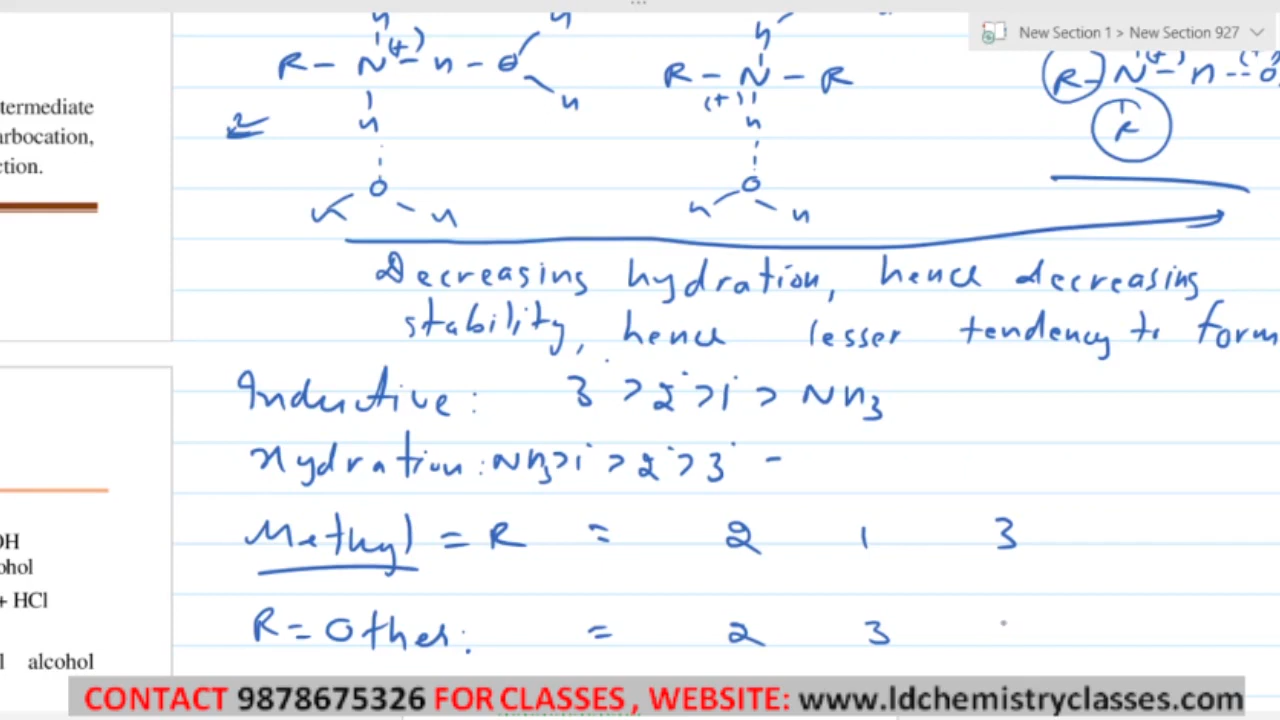 New Section 1 > New Section 927
termediate
arbocation,
ction.
R - N - H - O
R - N - R
R - N - H -- O
(+)
H
O
H
R
2
Decreasing hydration, hence decreasing
stability, hence lesser tendency to form
Inductive: 3° > 2° > 1° > NH3
Hydration: NH3 > 1° > 2° > 3° -
Methyl = R = 2 1 3
R = Other: = 2 3
OH
ohol
+ HCl
l alcohol
CONTACT 9878675326 FOR CLASSES, WEBSITE: www.ldchemistryclasses.com